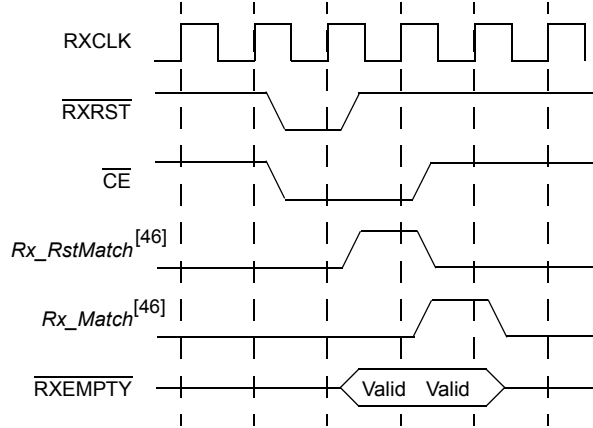 RXCLK
RXRST
CE
Rx_RstMatch[46]
Rx_Match[46]
RXEMPTY
Valid Valid